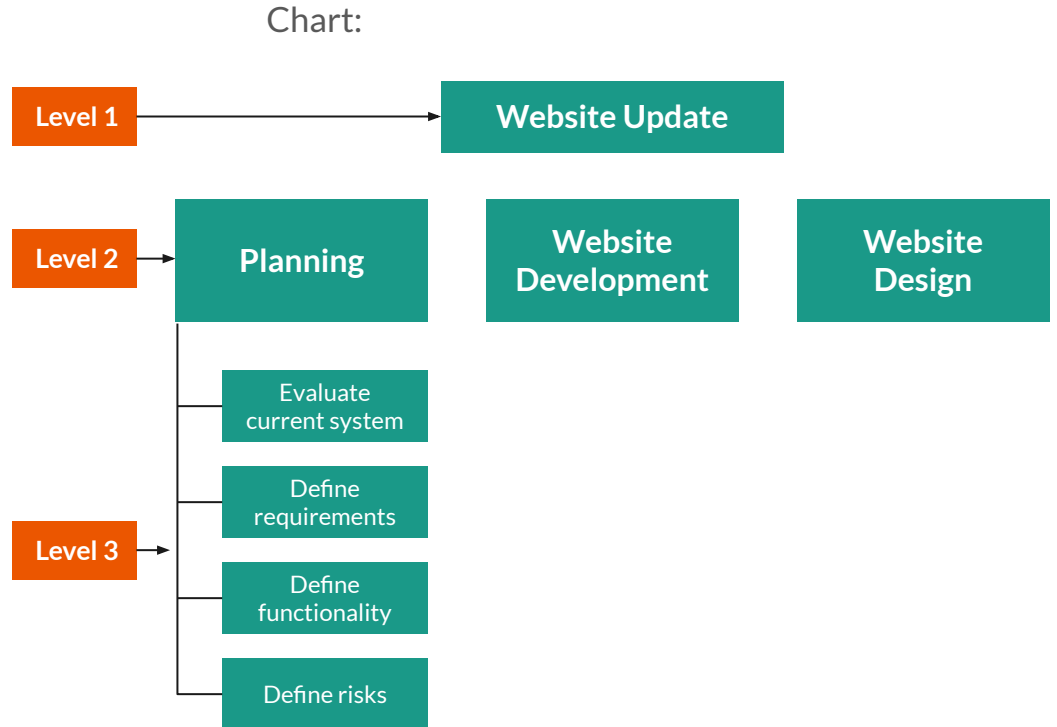 Chart:
Level 1
Website Update
Level 2
Planning
Website
Development
Website
Design
Evaluate
current system
Define
requirements
Level 3
Define
functionality
Define risks